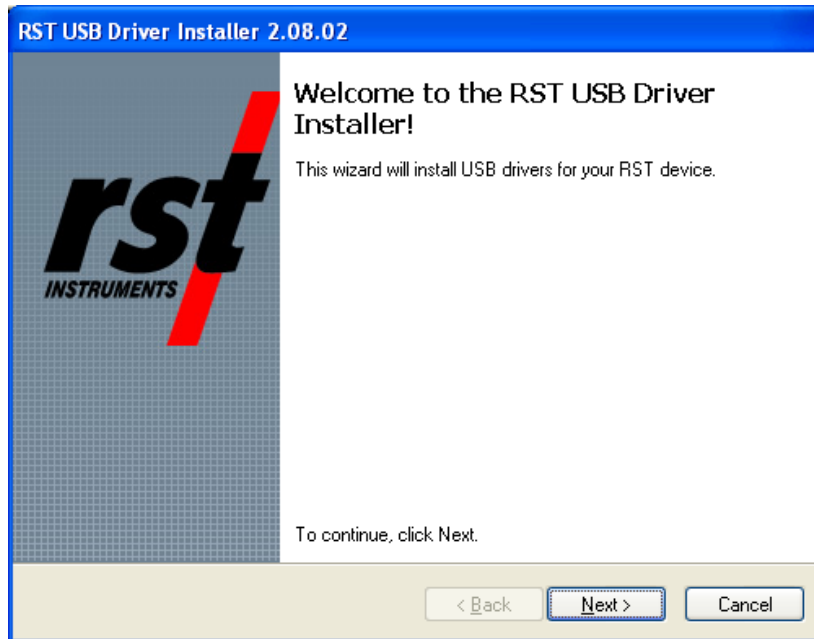 RST USB Driver Installer 2.08.02
Welcome to the RST USB Driver
Installer!
This wizard will install USB drivers for your RST device.
rst
INSTRUMENTS
To continue, click Next.
< Back
Next >
Cancel